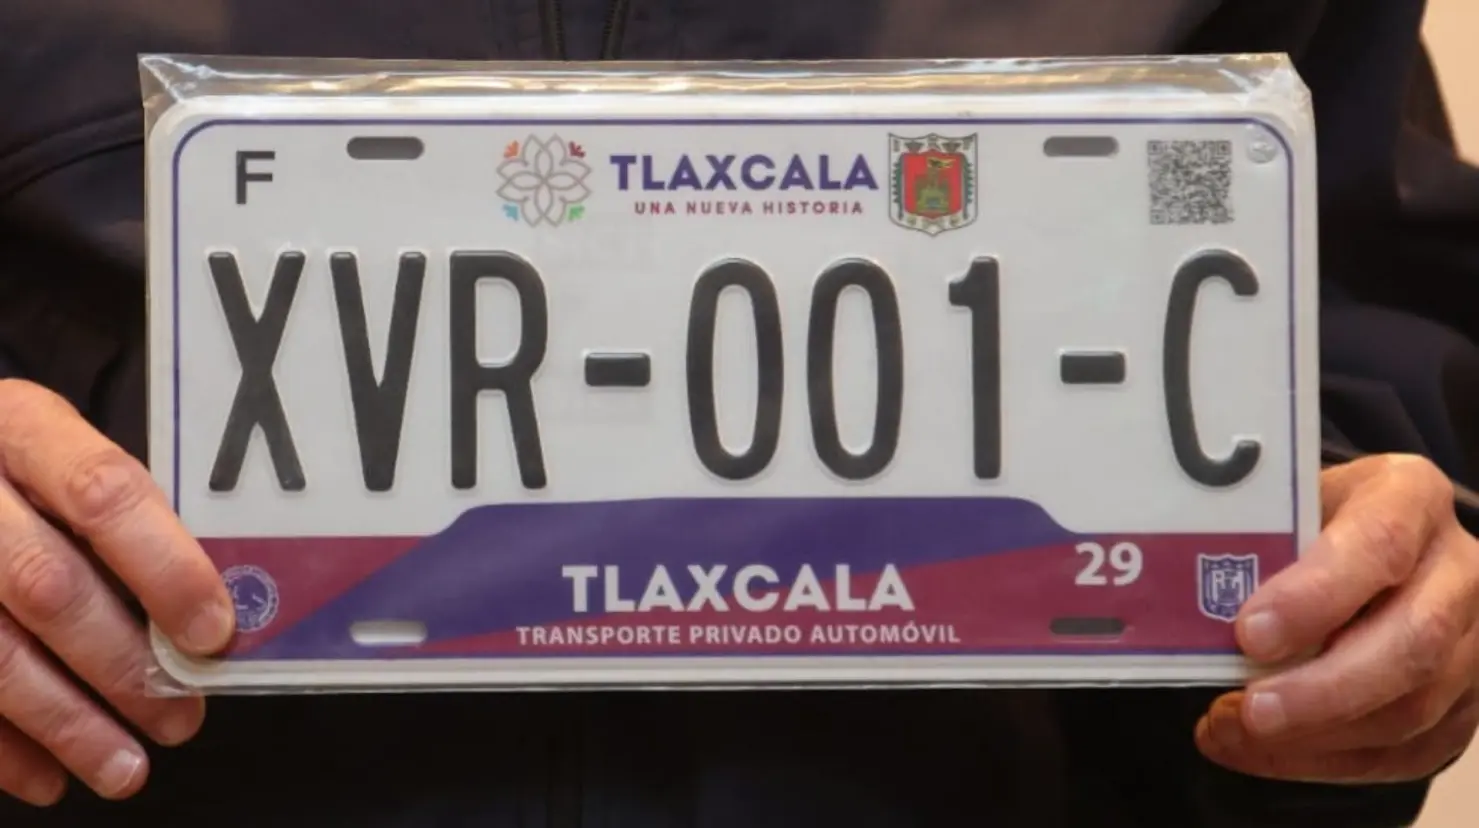 F
TLAXCALA
UNA NUEVA HISTORIA
XVR-001-C
TLAXCALA
29
TRANSPORTE PRIVADO AUTOMÓVIL